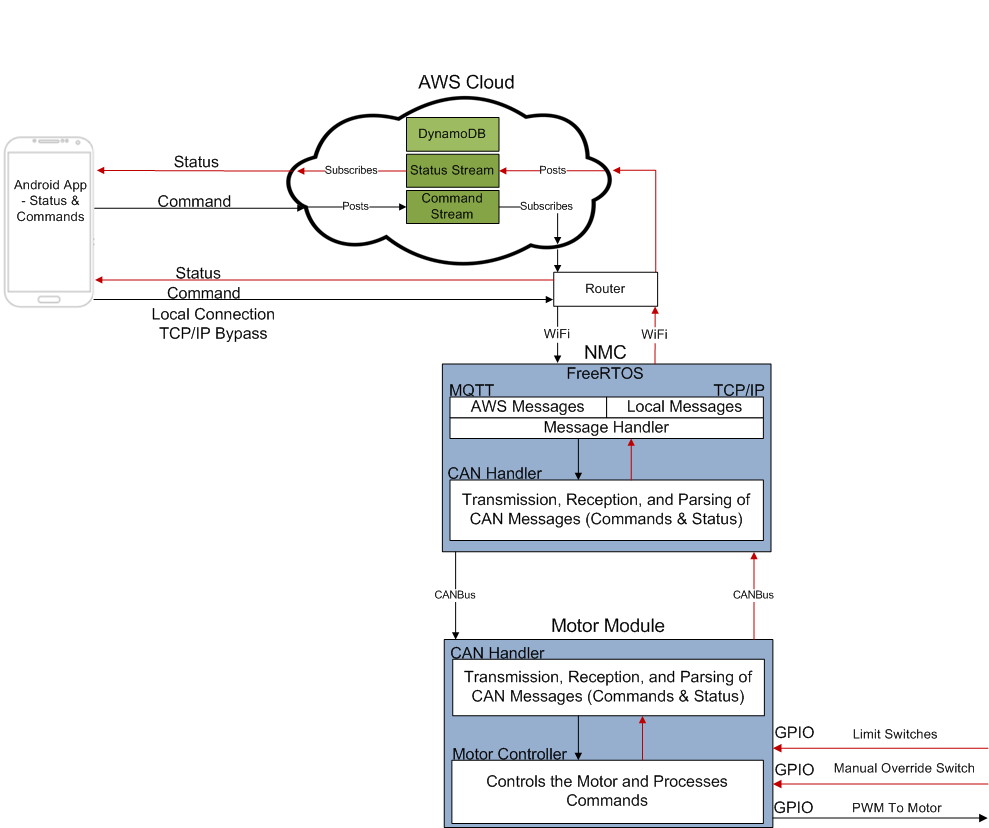 AWS Cloud
DynamoDB
Status
Subscribes
Status Stream
Posts
Android App
- Status &
Commands
Command
Posts
Command
Stream
Subscribes
Status
Command
Router
Local Connection
TCP/IP Bypass
WiFi
WiFi
NMC
FreeRTOS
MQTT
TCP/IP
AWS Messages
Local Messages
Message Handler
CAN Handler
Transmission, Reception, and Parsing of
CAN Messages (Commands & Status)
CANBus
CANBus
Motor Module
CAN Handler
Transmission, Reception, and Parsing of
CAN Messages (Commands & Status)
GPIO
Limit Switches
Motor Controller
GPIO
Manual Override Switch
Controls the Motor and Processes
Commands
GPIO
PWM To Motor